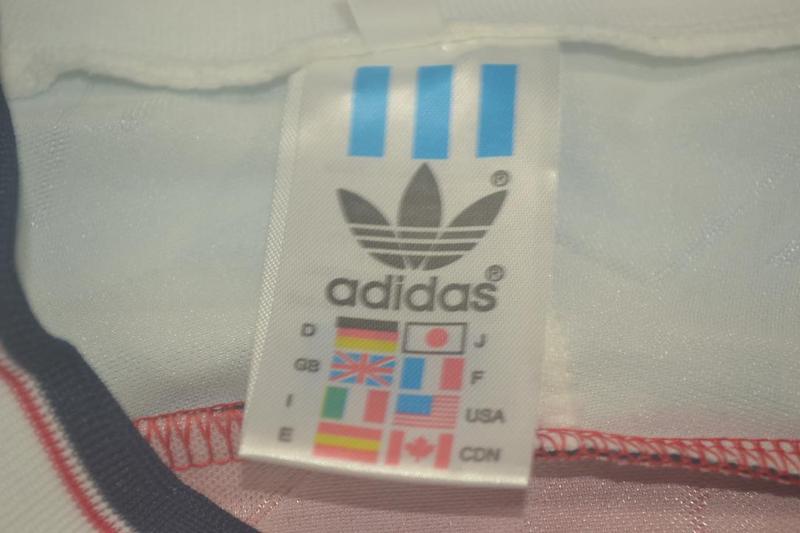 ®
adidas®
D J
GB F
I USA
E CDN